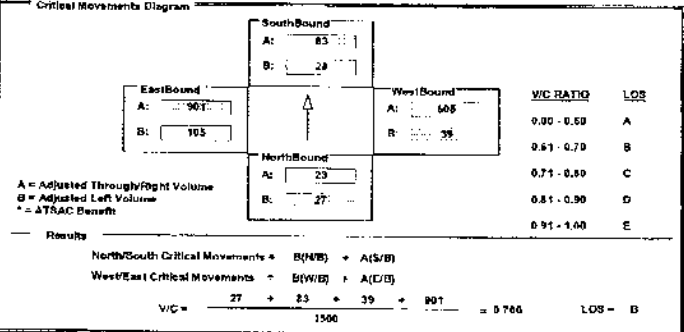 Critical Movements Diagram
SouthBound
A: 83
B:
EastBound
A: 901
B: 105
WestBound
A:
B: 39
V/C RATIO LOS
0.00 - 0.60 A
0.61 - 0.70 B
0.71 - 0.80 C
0.81 - 0.90 D
0.91 - 1.00 E
NorthBound
A: 23
B: 27
A = Adjusted Through/Right Volume
B = Adjusted Left Volume
* = ATSAC Benefit
Results
North/South Critical Movements = B(N/B) + A(S/B)
West/East Critical Movements = B(W/B) + A(E/B)
V/C = 27 + 83 + 39 + 901 = LOS = B
1500